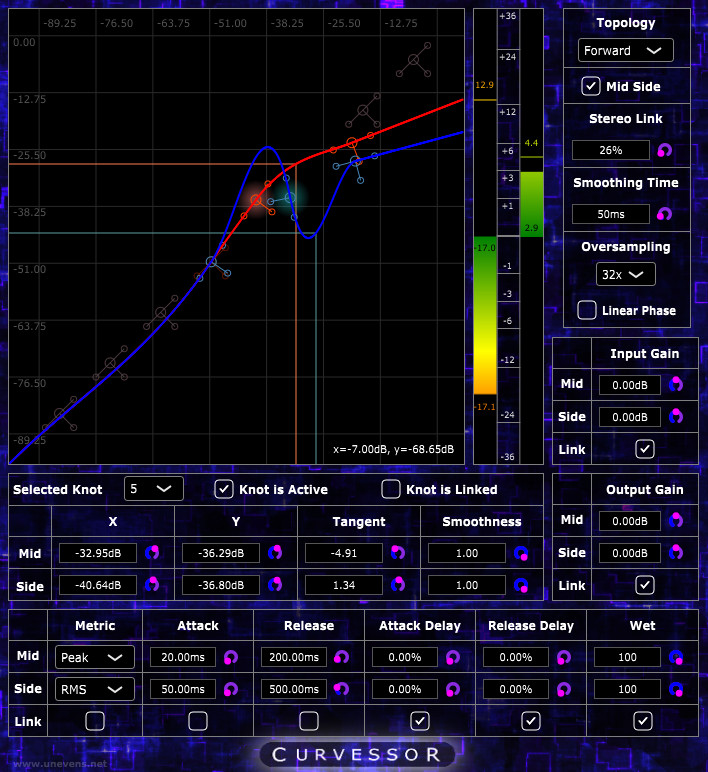 -89.25 -76.50 -63.75 -51.00 -38.25 -25.50 -12.75
0.00
-12.75
-25.50
-38.25
-51.00
-63.75
-76.50
-89.25
x=-7.00dB, y=-68.65dB
+36
+24
12.9
+12
4.4
+6
+3
+1
2.9
-17.0
-1
-3
-6
-12
-17.1
-24
-36
Topology
Forward
Mid Side
Stereo Link
26%
Smoothing Time
50ms
Oversampling
32x
Linear Phase
Input Gain
Mid 0.00dB
Side 0.00dB
Link
Selected Knot 5 Knot is Active Knot is Linked
X Y Tangent Smoothness
Mid -32.95dB -36.29dB -4.91 1.00
Side -40.64dB -36.80dB 1.34 1.00
Output Gain
Mid 0.00dB
Side 0.00dB
Link
Metric Attack Release Attack Delay Release Delay Wet
Mid Peak 20.00ms 200.00ms 0.00% 0.00% 100
Side RMS 50.00ms 500.00ms 0.00% 0.00% 100
Link
CURVESSOR
www.unevens.net